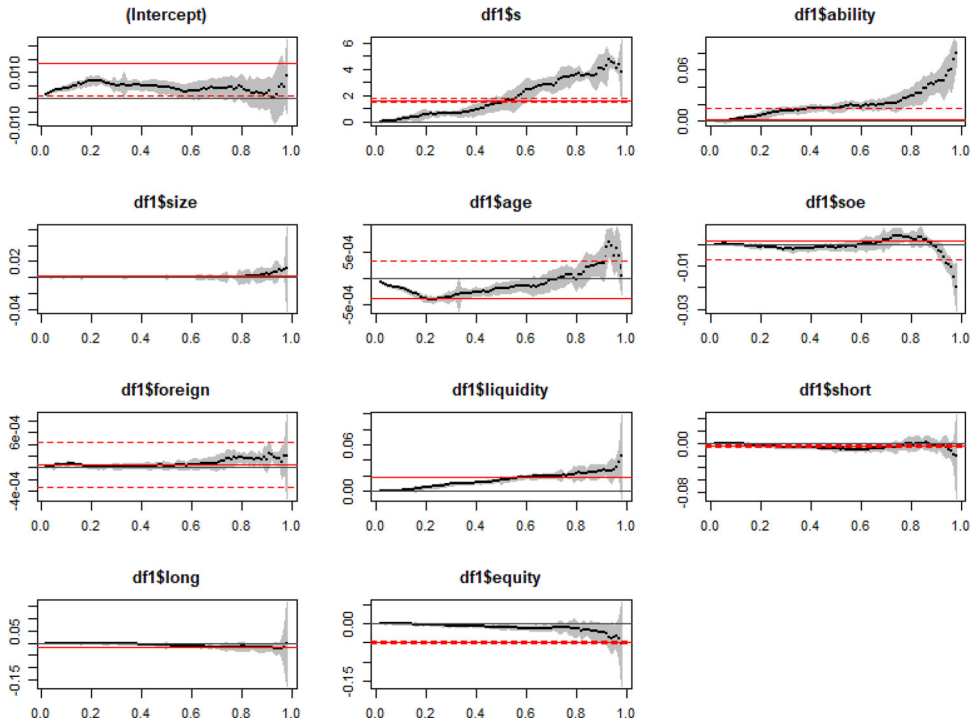 (Intercept)
df1$s
df1$ability
0.010
-0.010
0.0 0.2 0.4 0.6 0.8 1.0
6
4
2
0
0.0 0.2 0.4 0.6 0.8 1.0
0.06
0.00
0.0 0.2 0.4 0.6 0.8 1.0
df1$size
df1$age
df1$soe
0.02
-0.04
0.0 0.2 0.4 0.6 0.8 1.0
5e-04
-5e-04
0.0 0.2 0.4 0.6 0.8 1.0
-0.01
-0.03
0.0 0.2 0.4 0.6 0.8 1.0
df1$foreign
df1$liquidity
df1$short
6e-04
-4e-04
0.0 0.2 0.4 0.6 0.8 1.0
0.06
0.00
0.0 0.2 0.4 0.6 0.8 1.0
0.00
-0.08
0.0 0.2 0.4 0.6 0.8 1.0
df1$long
df1$equity
0.05
-0.15
0.0 0.2 0.4 0.6 0.8 1.0
0.00
-0.15
0.0 0.2 0.4 0.6 0.8 1.0